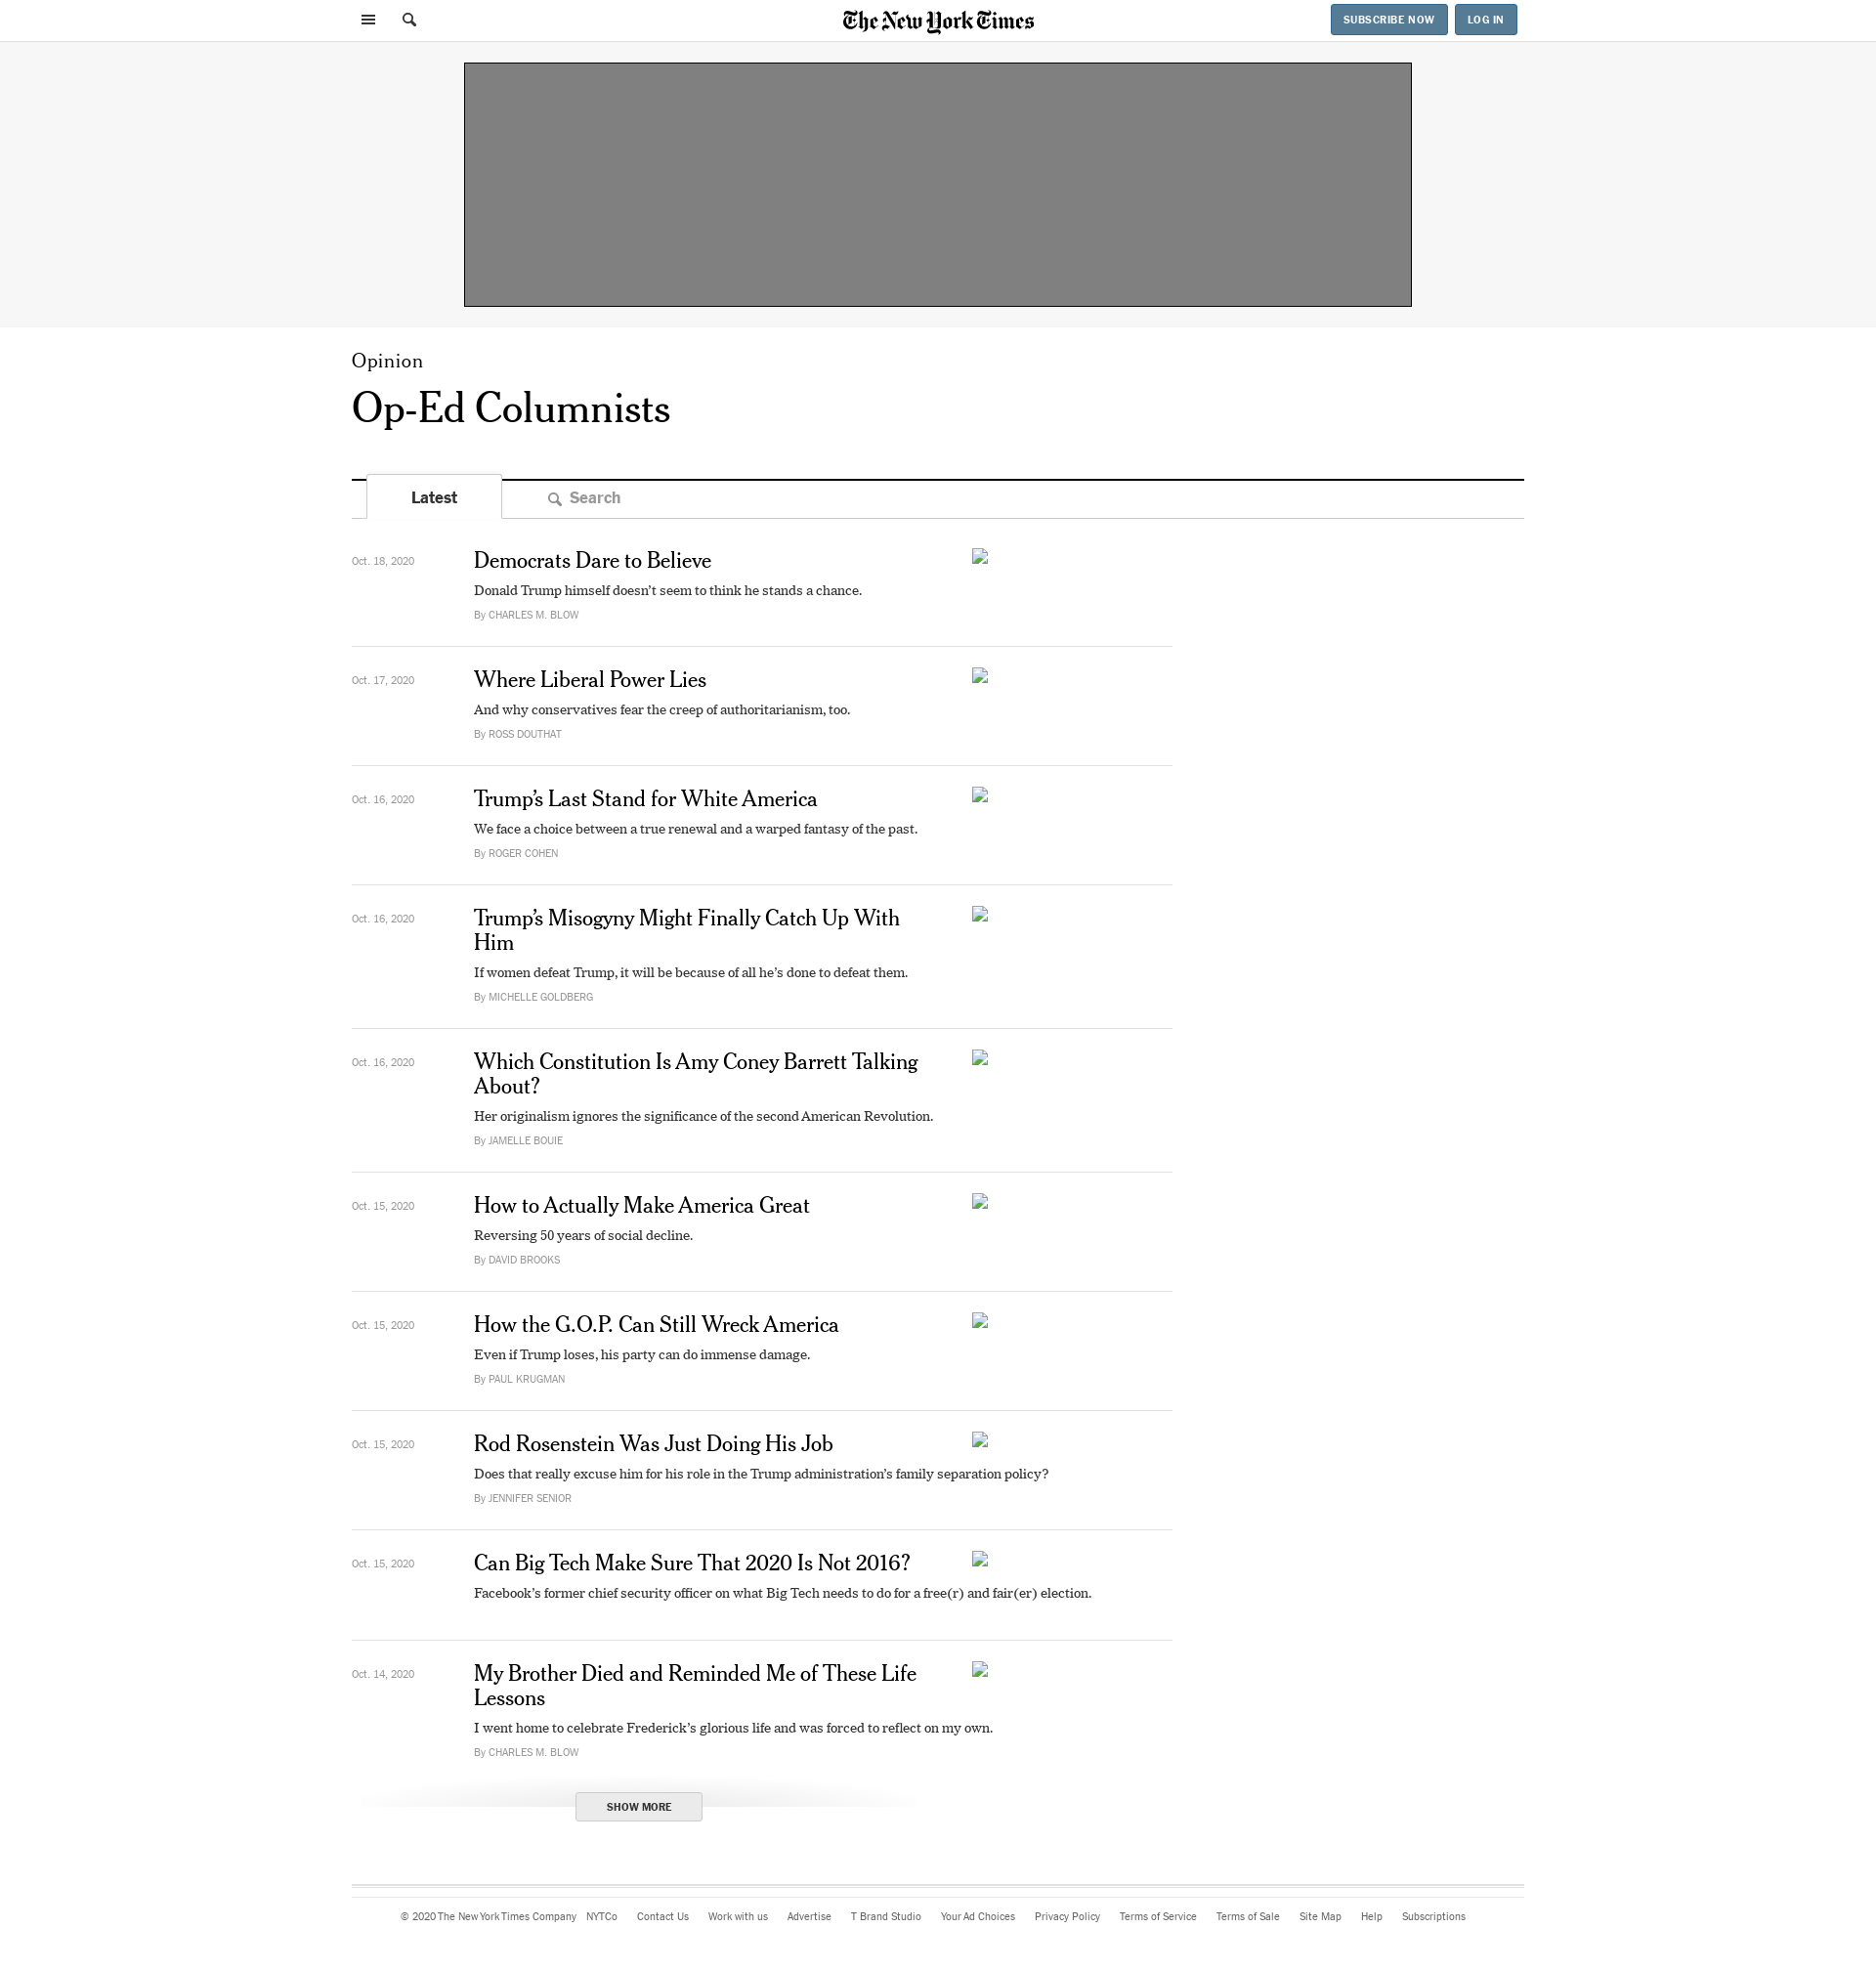 The New York Times
SUBSCRIBE NOW
LOG IN
Opinion
Op-Ed Columnists
Latest
Search
Oct. 18, 2020
Democrats Dare to Believe
Donald Trump himself doesn’t seem to think he stands a chance.
By CHARLES M. BLOW
Oct. 17, 2020
Where Liberal Power Lies
And why conservatives fear the creep of authoritarianism, too.
By ROSS DOUTHAT
Oct. 16, 2020
Trump’s Last Stand for White America
We face a choice between a true renewal and a warped fantasy of the past.
By ROGER COHEN
Oct. 16, 2020
Trump’s Misogyny Might Finally Catch Up With
Him
If women defeat Trump, it will be because of all he’s done to defeat them.
By MICHELLE GOLDBERG
Oct. 16, 2020
Which Constitution Is Amy Coney Barrett Talking
About?
Her originalism ignores the significance of the second American Revolution.
By JAMELLE BOUIE
Oct. 15, 2020
How to Actually Make America Great
Reversing 50 years of social decline.
By DAVID BROOKS
Oct. 15, 2020
How the G.O.P. Can Still Wreck America
Even if Trump loses, his party can do immense damage.
By PAUL KRUGMAN
Oct. 15, 2020
Rod Rosenstein Was Just Doing His Job
Does that really excuse him for his role in the Trump administration’s family separation policy?
By JENNIFER SENIOR
Oct. 15, 2020
Can Big Tech Make Sure That 2020 Is Not 2016?
Facebook’s former chief security officer on what Big Tech needs to do for a free(r) and fair(er) election.
Oct. 14, 2020
My Brother Died and Reminded Me of These Life
Lessons
I went home to celebrate Frederick’s glorious life and was forced to reflect on my own.
By CHARLES M. BLOW
SHOW MORE
© 2020 The New York Times Company NYTCo Contact Us Work with us Advertise T Brand Studio Your Ad Choices Privacy Policy Terms of Service Terms of Sale Site Map Help Subscriptions